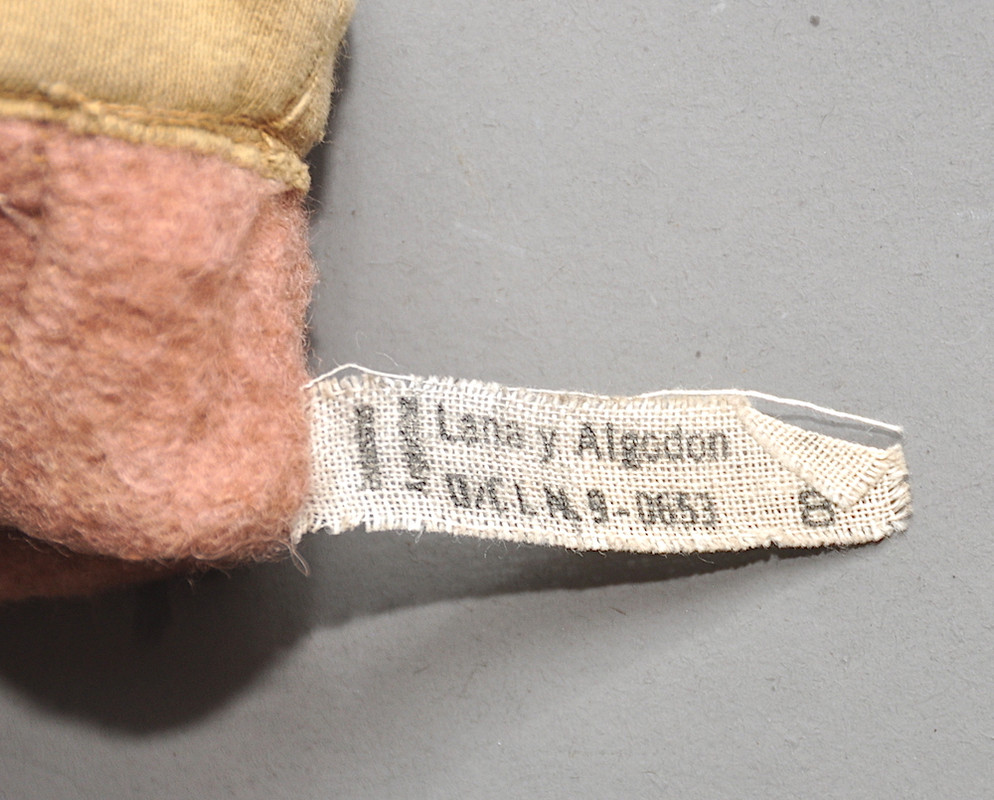 Lana y Algodon
D/C L N. 9-0653 8